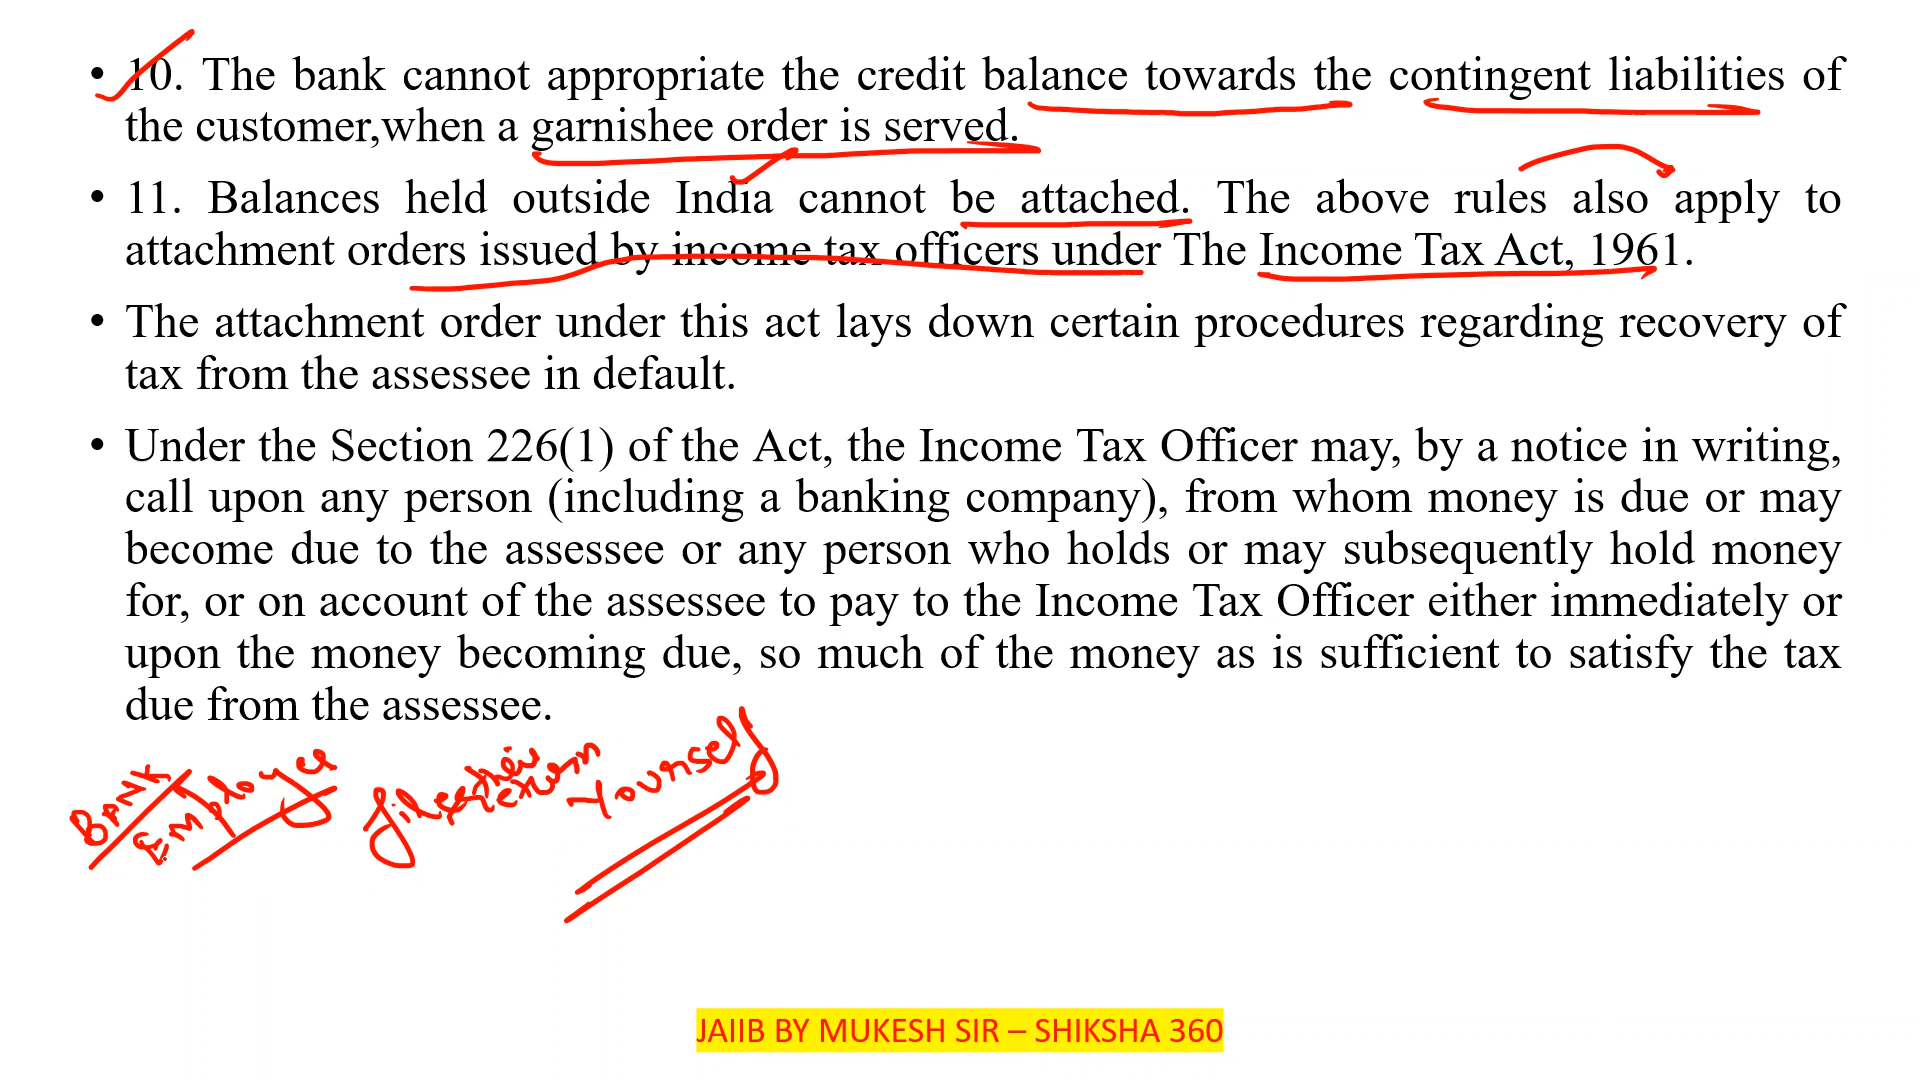 • 10. The bank cannot appropriate the credit balance towards the contingent liabilities of
the customer,when a garnishee order is served.
• 11. Balances held outside India cannot be attached. The above rules also apply to
attachment orders issued by income tax officers under The Income Tax Act, 1961.
• The attachment order under this act lays down certain procedures regarding recovery of
tax from the assessee in default.
• Under the Section 226(1) of the Act, the Income Tax Officer may, by a notice in writing,
call upon any person (including a banking company), from whom money is due or may
become due to the assessee or any person who holds or may subsequently hold money
for, or on account of the assessee to pay to the Income Tax Officer either immediately or
upon the money becoming due, so much of the money as is sufficient to satisfy the tax
due from the assessee.
BANK
Employee
file their
return
Yourself
JAIIB BY MUKESH SIR – SHIKSHA 360